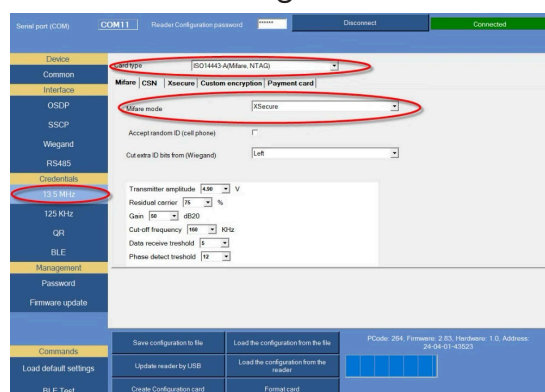 Serial port (COM) COM11 Reader Configuration password ****** Disconnect Connected
Device
Common
Interface
OSDP
SSCP
Wiegand
RS485
Credentials
13.5 MHz
125 KHz
QR
BLE
Management
Password
Firmware update
Commands
Load default settings
BLE Test
Card type ISO14443-A(Mifare, NTAG)
Mifare CSN Xsecure Custom encryption Payment card
Mifare mode XSecure
Accept random ID (cell phone)
Cut extra ID bits from (Wiegand) Left
Transmitter amplitude 4.90 V
Residual carrier 75 %
Gain 50 dB20
Cut-off frequency 160 KHz
Data receive treshold 5
Phase detect treshold 12
Save configuration to file Load the configuration from the file
Update reader by USB Load the configuration from the reader
Create Configuration card Format card
PCode: 264, Firmware: 2.83, Hardware: 1.0, Address:
24-04-01-43523